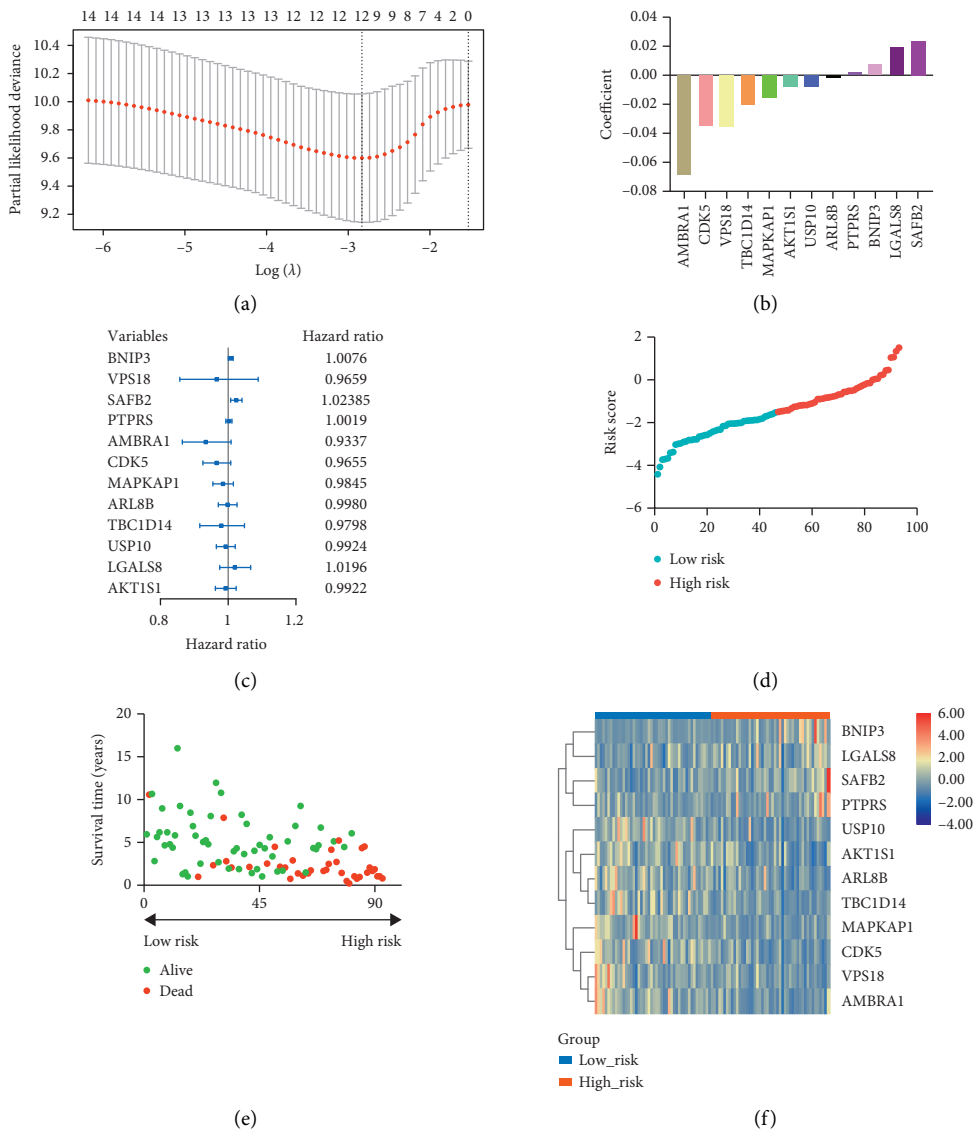 14 14 14 14 13 13 13 13 13 12 12 12 12 9 9 8 7 4 2 0
10.4
10.2
10.0
9.8
9.6
9.4
9.2
Partial likelihood deviance
−6 −5 −4 −3 −2
Log (λ)
(a)
0.04
0.02
0.00
−0.02
−0.04
−0.06
−0.08
Coefficient
AMBRA1
CDK5
VPS18
TBC1D14
MAPKAP1
AKT1S1
USP10
ARL8B
PTPRS
BNIP3
LGALS8
SAFB2
(b)
Variables Hazard ratio
BNIP3 1.0076
VPS18 0.9659
SAFB2 1.02385
PTPRS 1.0019
AMBRA1 0.9337
CDK5 0.9655
MAPKAP1 0.9845
ARL8B 0.9980
TBC1D14 0.9798
USP10 0.9924
LGALS8 1.0196
AKT1S1 0.9922
0.8 1 1.2
Hazard ratio
(c)
2
0
−2
−4
−6
Risk score
0 20 40 60 80 100
Low risk
High risk
(d)
20
15
10
5
0
Survival time (years)
0 45 90
Low risk High risk
Alive
Dead
(e)
BNIP3
LGALS8
SAFB2
PTPRS
USP10
AKT1S1
ARL8B
TBC1D14
MAPKAP1
CDK5
VPS18
AMBRA1
6.00
4.00
2.00
0.00
−2.00
−4.00
Group
Low_risk
High_risk
(f)